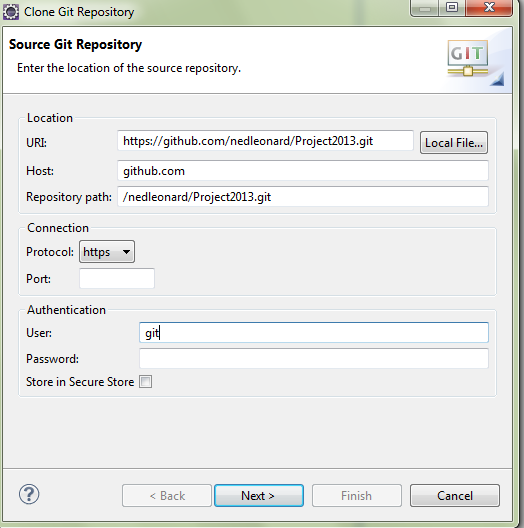 Clone Git Repository
Source Git Repository
Enter the location of the source repository.
GIT
Location
URI: https://github.com/nedleonard/Project2013.git Local File...
Host: github.com
Repository path: /nedleonard/Project2013.git
Connection
Protocol: https
Port:
Authentication
User: git
Password:
Store in Secure Store
? < Back Next > Finish Cancel